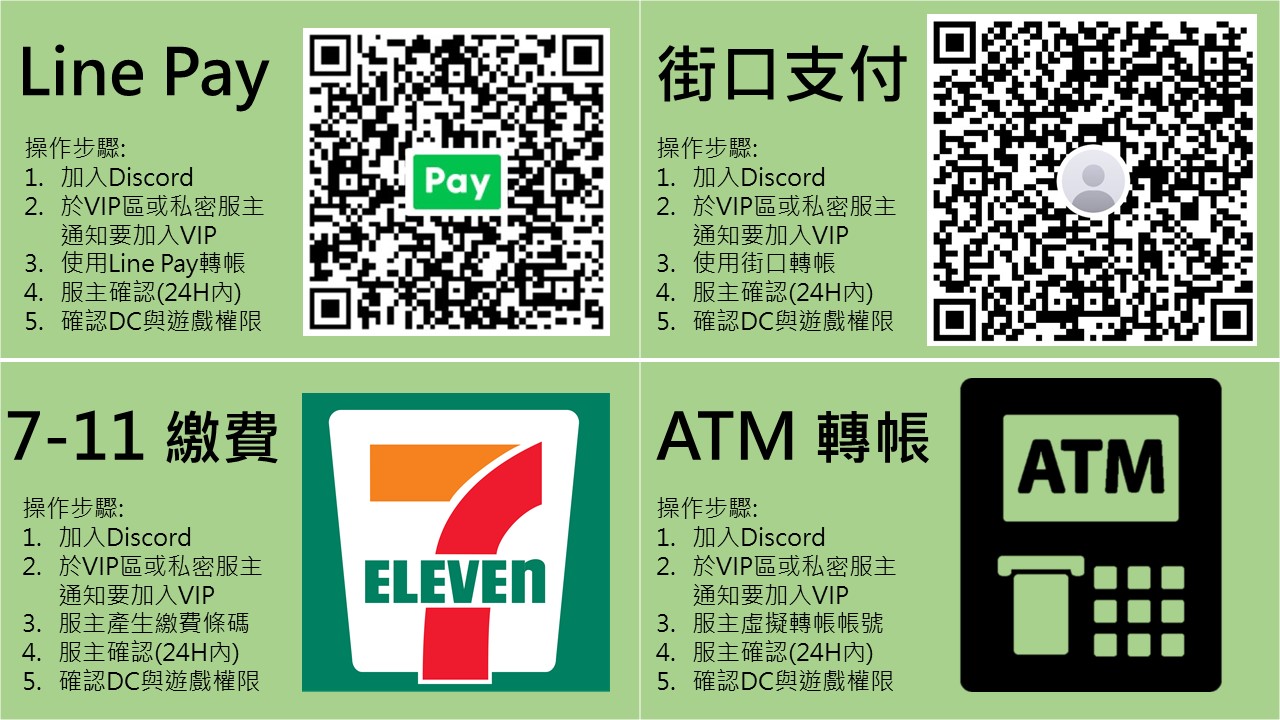 Line Pay
操作步驟:
1. 加入Discord
2. 於VIP區或私密服主
通知要加入VIP
3. 使用Line Pay轉帳
4. 服主確認(24H內)
5. 確認DC與遊戲權限
Pay
街口支付
操作步驟:
1. 加入Discord
2. 於VIP區或私密服主
通知要加入VIP
3. 使用街口轉帳
4. 服主確認(24H內)
5. 確認DC與遊戲權限
7-11 繳費
操作步驟:
1. 加入Discord
2. 於VIP區或私密服主
通知要加入VIP
3. 服主產生繳費條碼
4. 服主確認(24H內)
5. 確認DC與遊戲權限
7
ELEVEn
ATM 轉帳
操作步驟:
1. 加入Discord
2. 於VIP區或私密服主
通知要加入VIP
3. 服主虛擬轉帳帳號
4. 服主確認(24H內)
5. 確認DC與遊戲權限
ATM